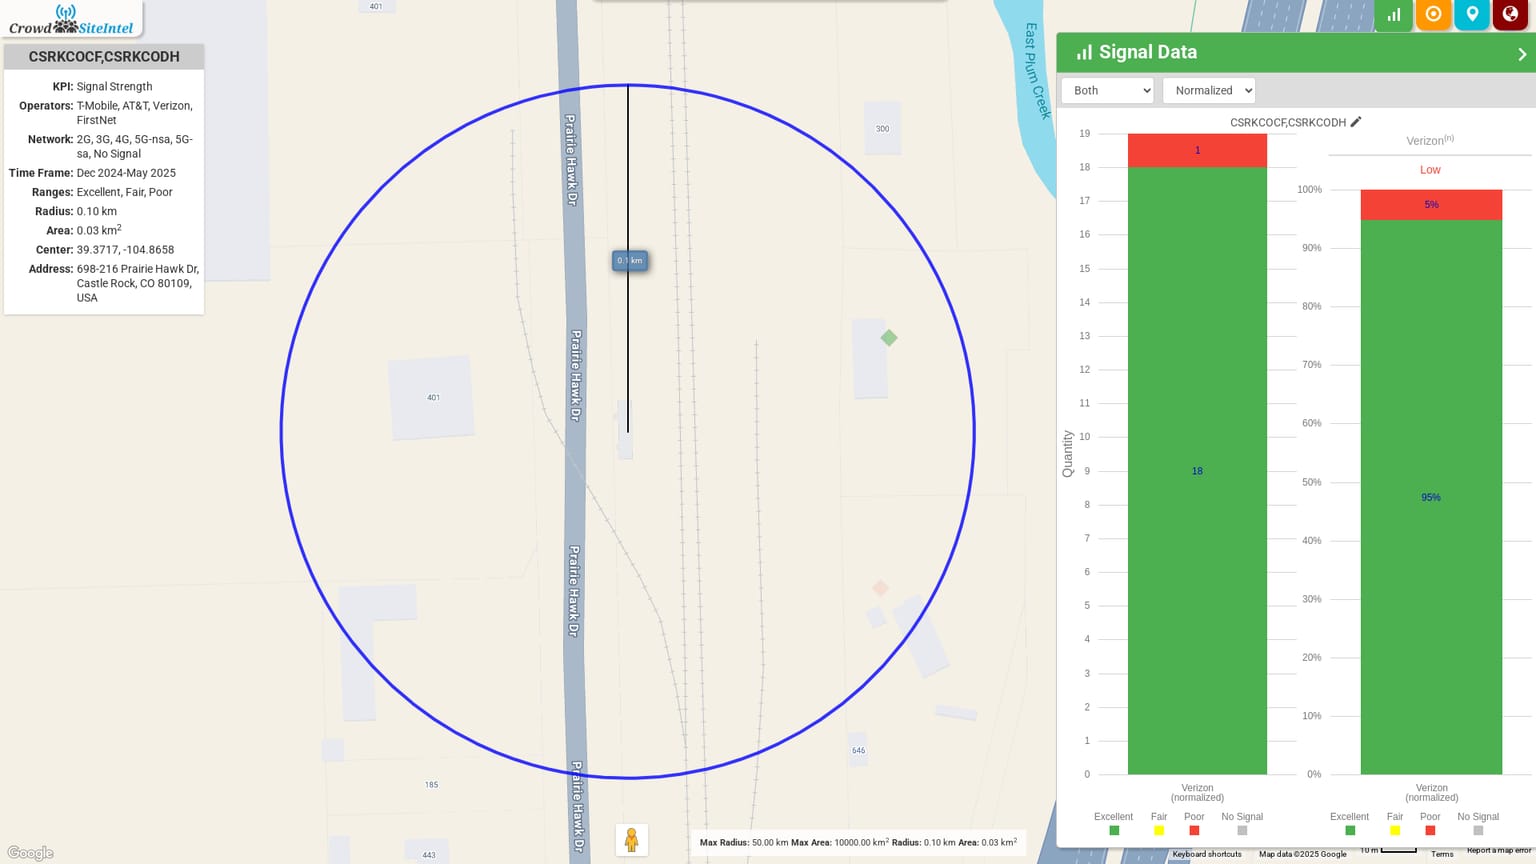 Crowd SiteIntel
CSRKCOCF,CSRKCODH
KPI: Signal Strength
Operators: T-Mobile, AT&T, Verizon,
FirstNet
Network: 2G, 3G, 4G, 5G-nsa, 5G-
sa, No Signal
Time Frame: Dec 2024-May 2025
Ranges: Excellent, Fair, Poor
Radius: 0.10 km
Area: 0.03 km²
Center: 39.3717, -104.8658
Address: 698-216 Prairie Hawk Dr,
Castle Rock, CO 80109,
USA
401
300
401
646
185
443
Prairie Hawk Dr
Prairie Hawk Dr
Prairie Hawk Dr
Prairie Hawk Dr
East Plum Creek
0.1 km
Google
Max Radius: 50.00 km Max Area: 10000.00 km² Radius: 0.10 km Area: 0.03 km²
Signal Data
Both
Normalized
CSRKCOCF,CSRKCODH
19
18
17
16
15
14
13
12
11
10
9
8
7
6
5
4
3
2
1
0
Quantity
1
18
Verizon
(normalized)
Excellent Fair Poor No Signal
Verizon(n)
Low
100%
90%
80%
70%
60%
50%
40%
30%
20%
10%
0%
5%
95%
Verizon
(normalized)
Excellent Fair Poor No Signal
Keyboard shortcuts
Map data ©2025 Google
10 m
Terms
Report a map error